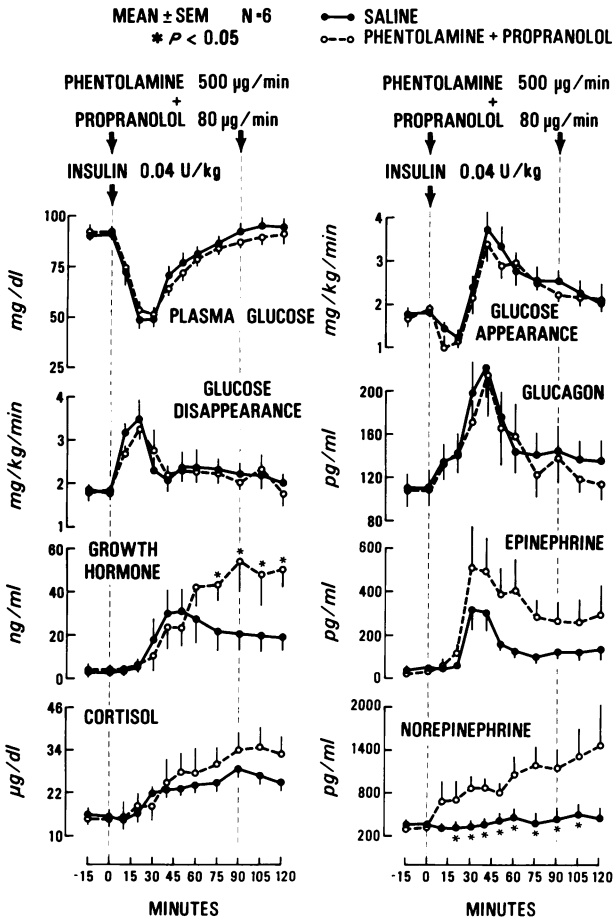 MEAN ± SEM N=6
* P < 0.05
SALINE
PHENTOLAMINE + PROPRANOLOL
PHENTOLAMINE 500 µg/min
+
PROPRANOLOL 80 µg/min
INSULIN 0.04 U/kg
PHENTOLAMINE 500 µg/min
+
PROPRANOLOL 80 µg/min
INSULIN 0.04 U/kg
mg/dl
100
75
50
25
PLASMA GLUCOSE
mg/kg/min
4
3
2
1
GLUCOSE
APPEARANCE
mg/kg/min
4
3
2
1
GLUCOSE
DISAPPEARANCE
pg/ml
200
160
120
80
GLUCAGON
ng/ml
60
40
20
0
GROWTH
HORMONE
* * * *
pg/ml
600
400
200
0
EPINEPHRINE
µg/dl
46
34
22
10
CORTISOL
pg/ml
2000
1400
800
200
NOREPINEPHRINE
* * * * * * * *
-15 0 15 30 45 60 75 90 105 120
MINUTES
-15 0 15 30 45 60 75 90 105 120
MINUTES